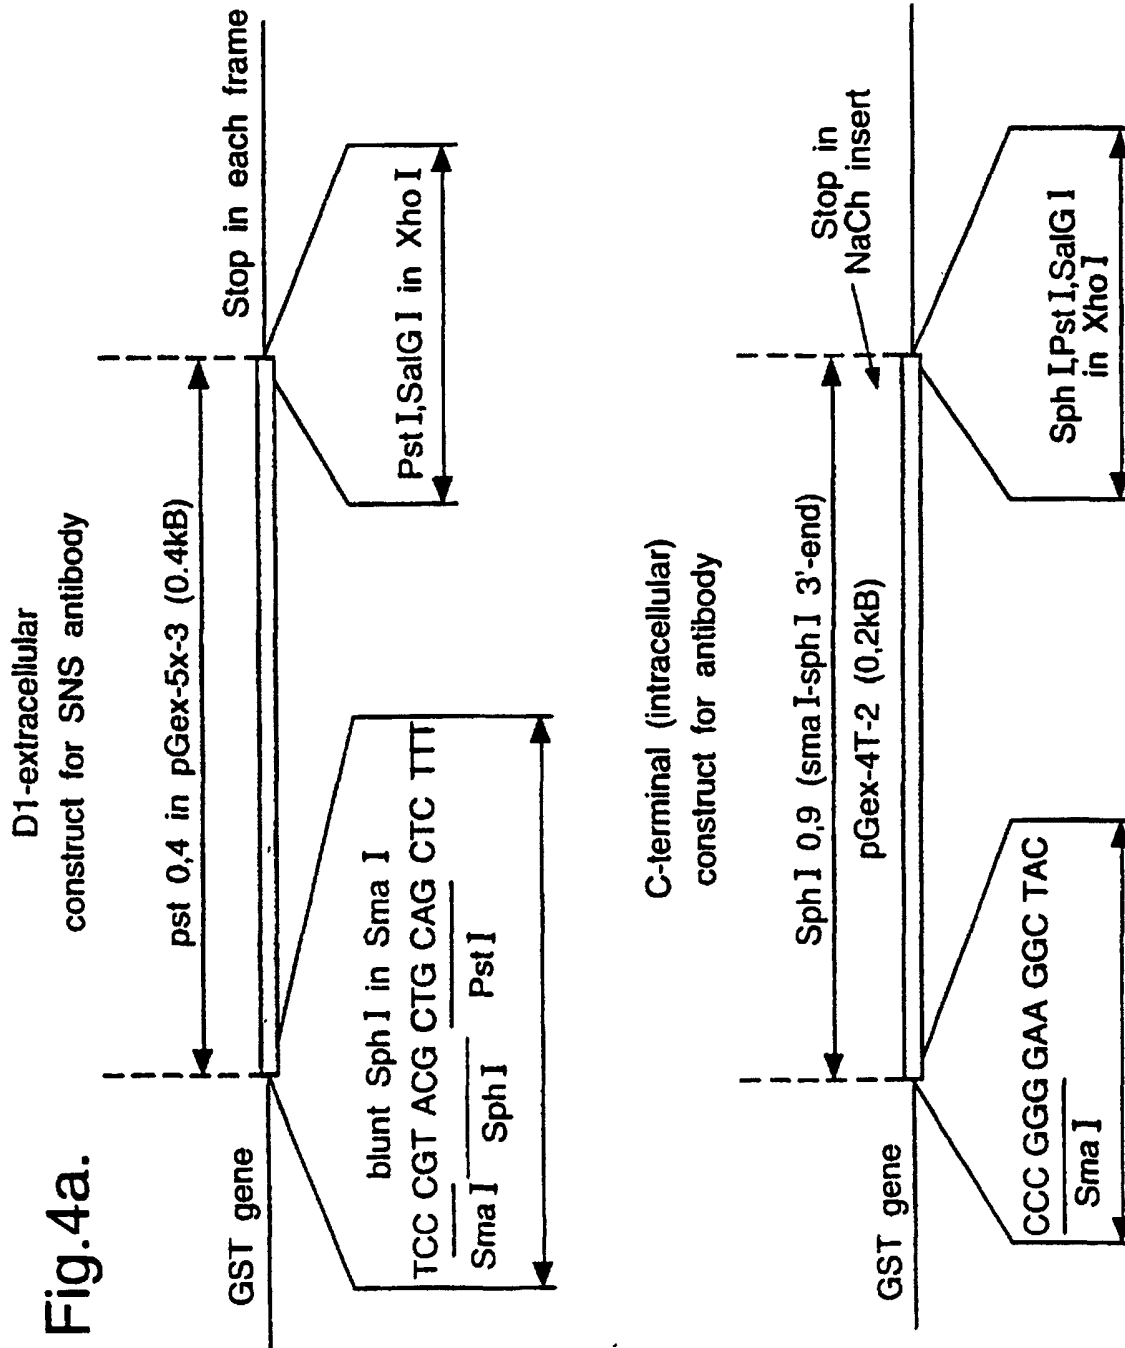 Fig.4a.
D1-extracellular
construct for SNS antibody
pst 0,4 in pGex-5x-3 (0.4kB)
GST gene
Stop in each frame
blunt Sph I in Sma I
TCC CGT ACG CTG CAG CTC TTT
Sma I Sph I Pst I
Pst I,SalG I in Xho I
C-terminal (intracellular)
construct for antibody
Sph I 0,9 (sma I-sph I 3'-end)
pGex-4T-2 (0,2kB)
Stop in
NaCh insert
GST gene
CCC GGG GAA GGC TAC
Sma I
Sph I,Pst I,SalG I
in Xho I